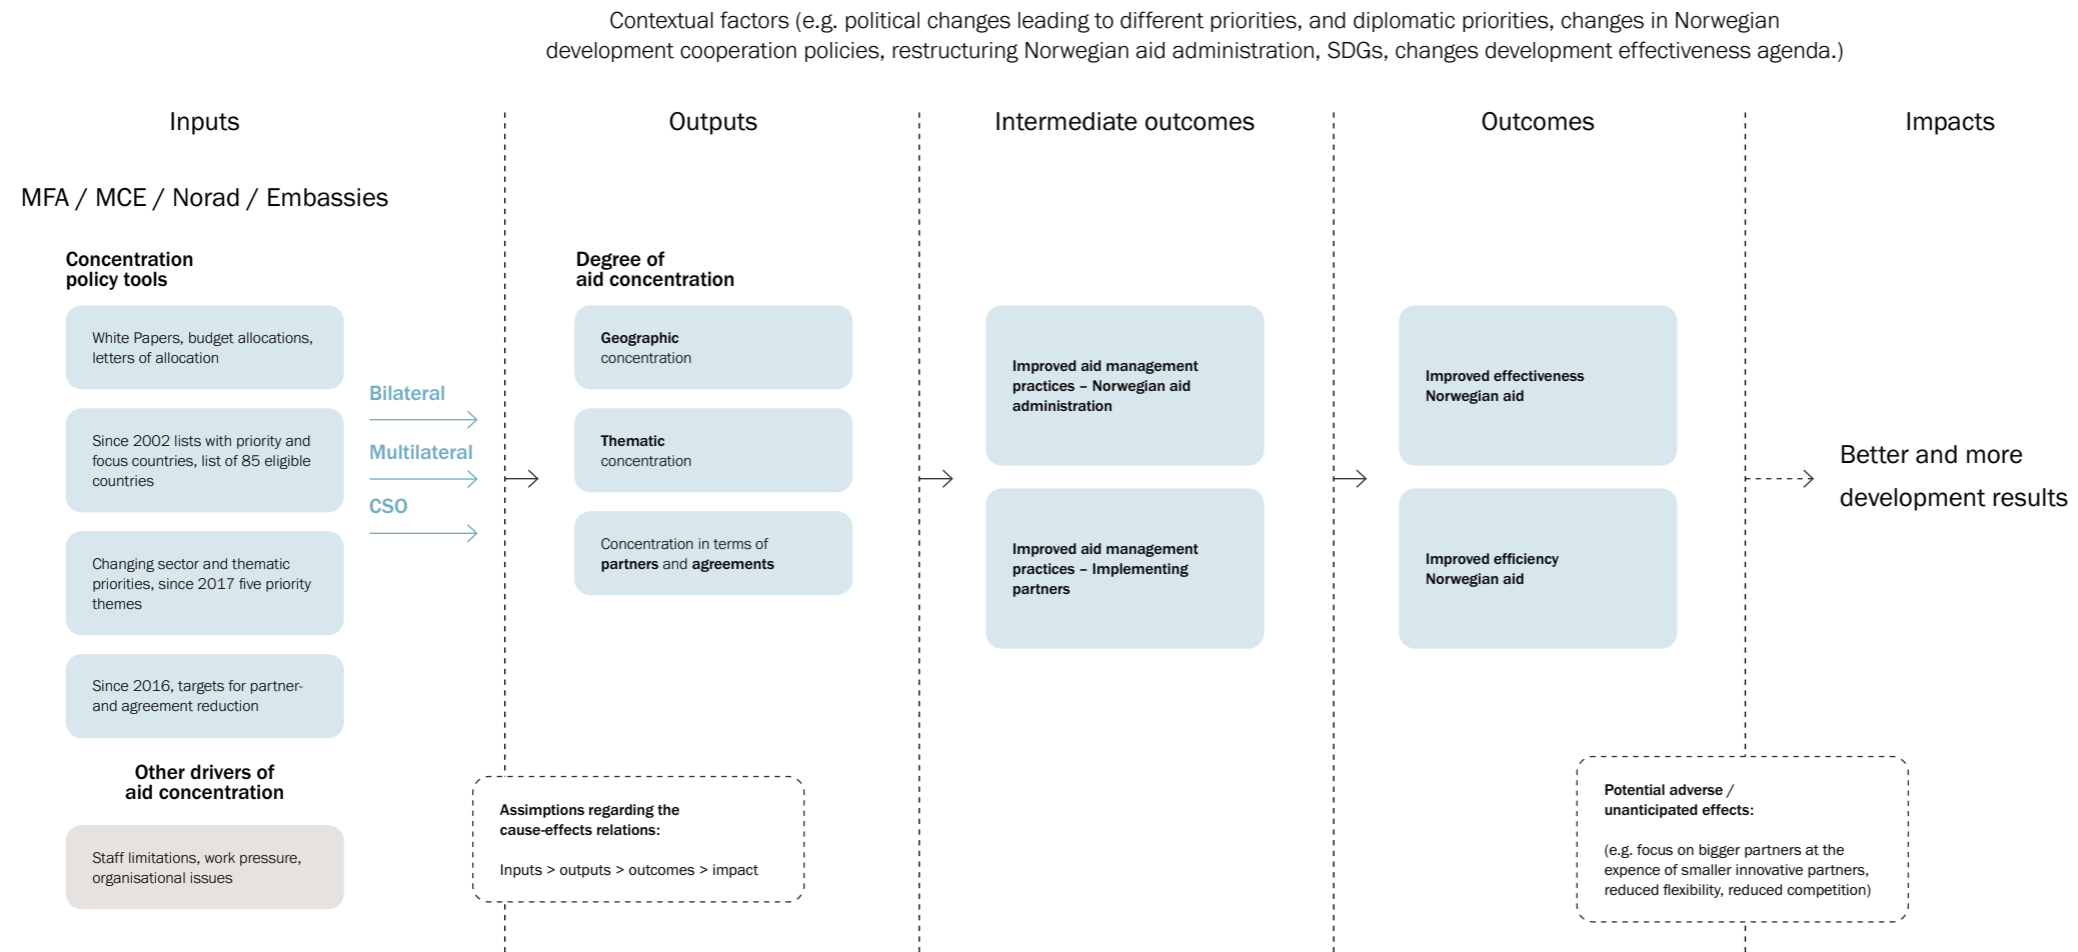 Contextual factors (e.g. political changes leading to different priorities, and diplomatic priorities, changes in Norwegian
development cooperation policies, restructuring Norwegian aid administration, SDGs, changes development effectiveness agenda.)
Inputs
Outputs
Intermediate outcomes
Outcomes
Impacts
MFA / MCE / Norad / Embassies
Concentration
policy tools
White Papers, budget allocations,
letters of allocation
Since 2002 lists with priority and
focus countries, list of 85 eligible
countries
Changing sector and thematic
priorities, since 2017 five priority
themes
Since 2016, targets for partner-
and agreement reduction
Other drivers of
aid concentration
Staff limitations, work pressure,
organisational issues
Bilateral
Multilateral
CSO
Degree of
aid concentration
Geographic
concentration
Thematic
concentration
Concentration in terms of
partners and agreements
Assimptions regarding the
cause-effects relations:
Inputs > outputs > outcomes > impact
Improved aid management
practices – Norwegian aid
administration
Improved aid management
practices – Implementing
partners
Improved effectiveness
Norwegian aid
Improved efficiency
Norwegian aid
Better and more
development results
Potential adverse /
unanticipated effects:
(e.g. focus on bigger partners at the
expence of smaller innovative partners,
reduced flexibility, reduced competition)